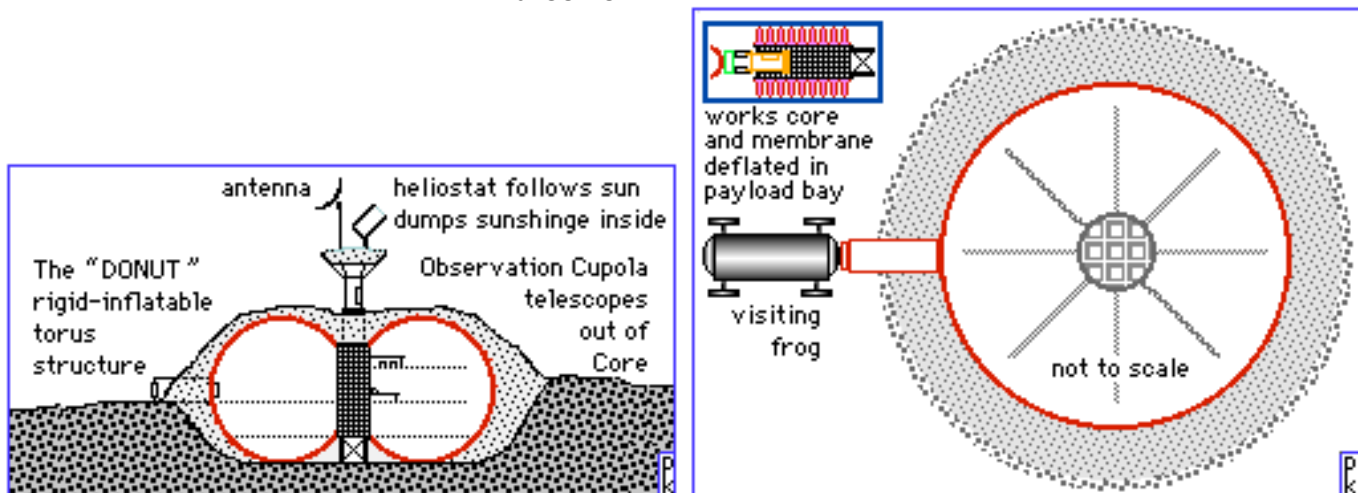 antenna
heliostat follows sun
dumps sunshinge inside
The "DONUT"
rigid-inflatable
torus
structure
Observation Cupola
telescopes
out of
Core
P
K
works core
and membrane
deflated in
payload bay
visiting
frog
not to scale
P
K